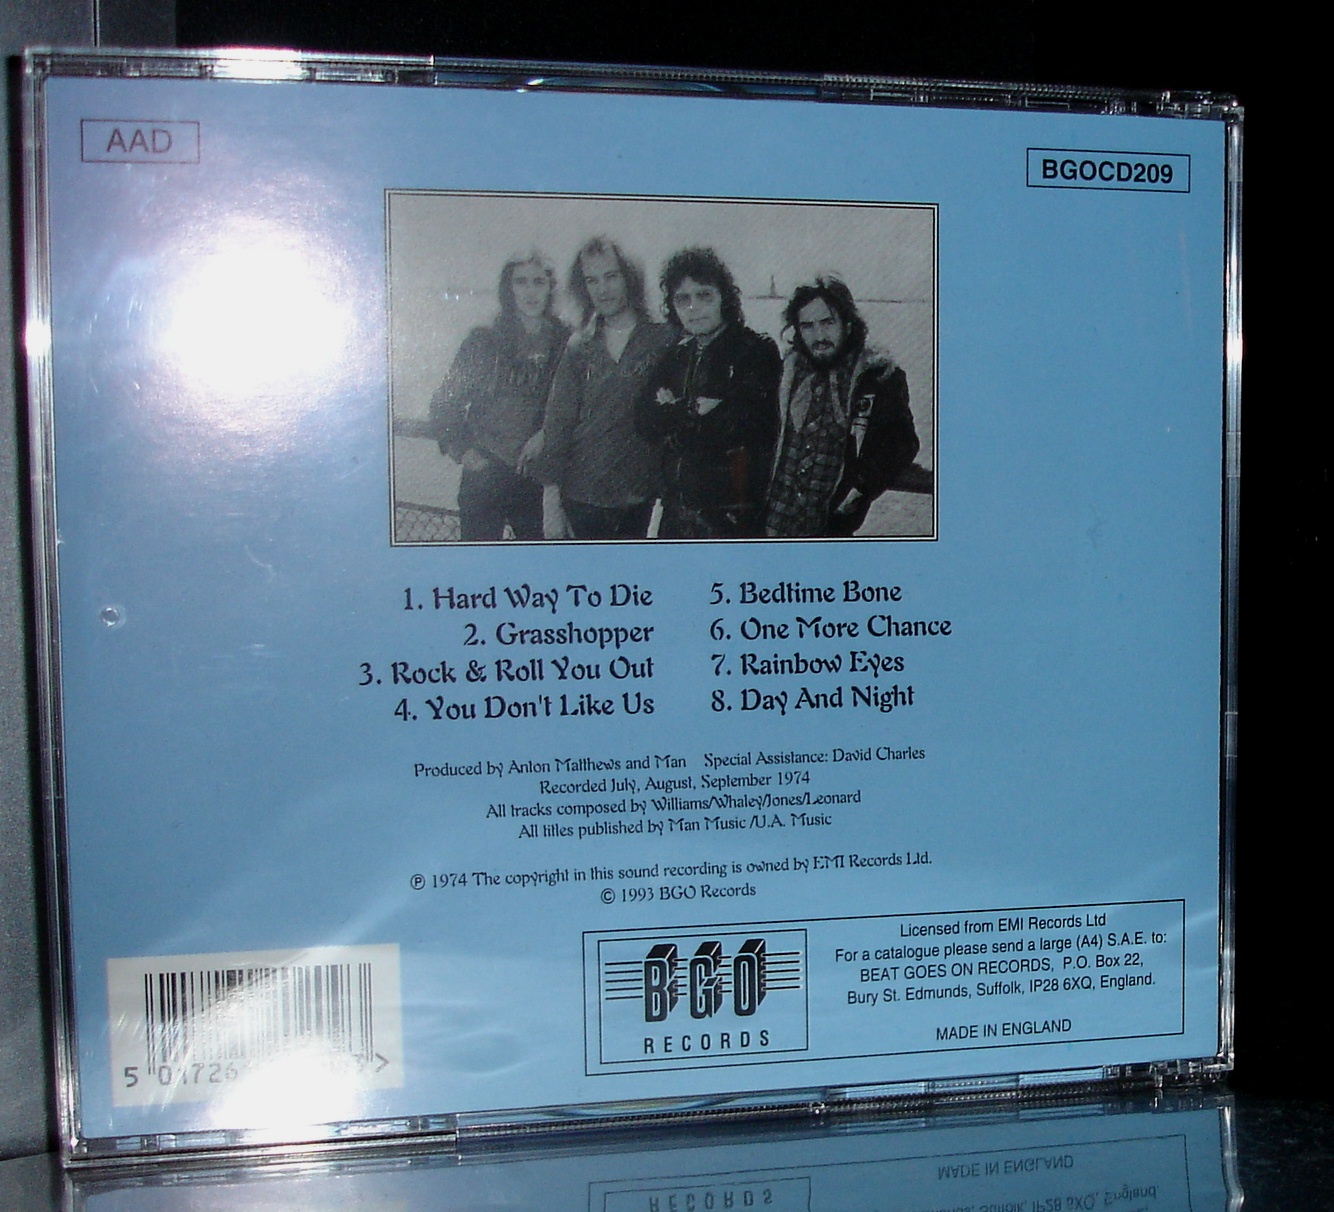 AAD
BGOCD209
1. Hard Way To Die
2. Grasshopper
3. Rock & Roll You Out
4. You Don't Like Us
5. Bedtime Bone
6. One More Chance
7. Rainbow Eyes
8. Day And Night
Produced by Anton Matthews and Man Special Assistance: David Charles
Recorded July, August, September 1974
All tracks composed by Williams/Whaley/Jones/Leonard
All titles published by Man Music /U.A. Music
℗ 1974 The copyright in this sound recording is owned by EMI Records Ltd.
© 1993 BGO Records
BGO
RECORDS
Licensed from EMI Records Ltd
For a catalogue please send a large (A4) S.A.E. to:
BEAT GOES ON RECORDS, P.O. Box 22,
Bury St. Edmunds, Suffolk, IP28 6XQ, England.
MADE IN ENGLAND